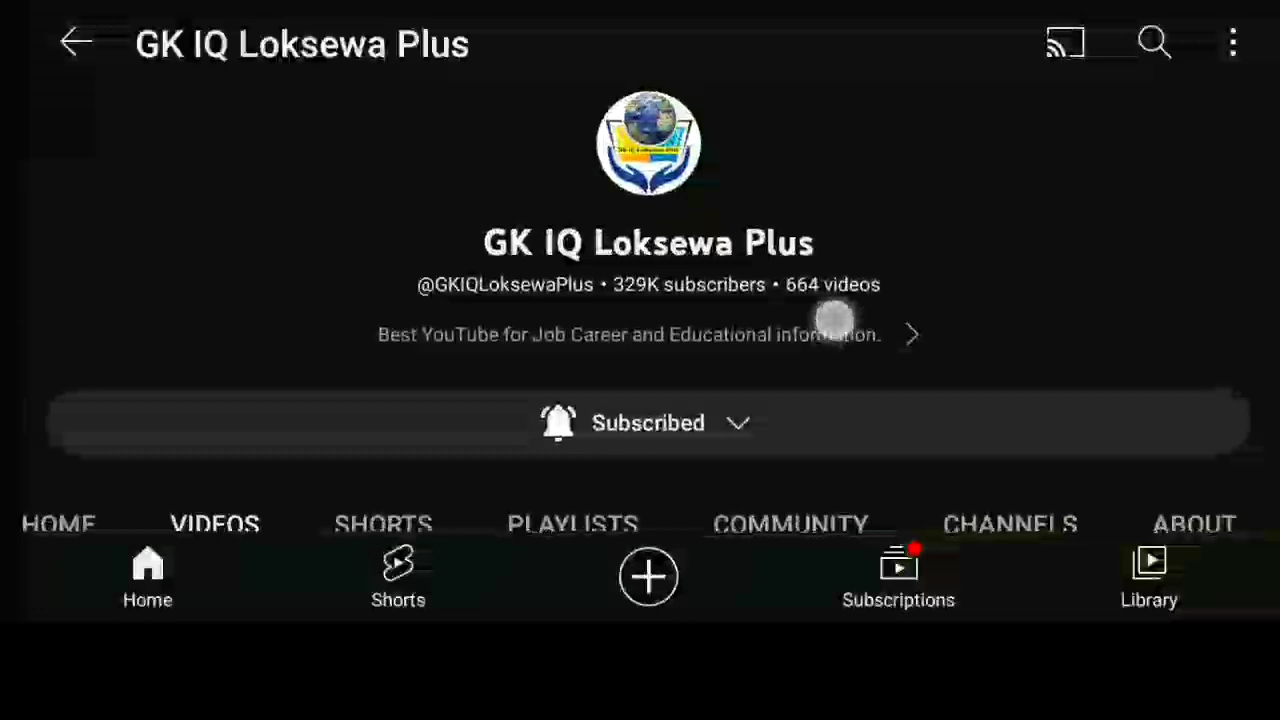 GK IQ Loksewa Plus
GK IQ Loksewa Plus
@GKIQLoksewaPlus • 329K subscribers • 664 videos
Best YouTube for Job Career and Educational information.
Subscribed
HOME VIDEOS SHORTS PLAYLISTS COMMUNITY CHANNELS ABOUT
Home Shorts Subscriptions Library